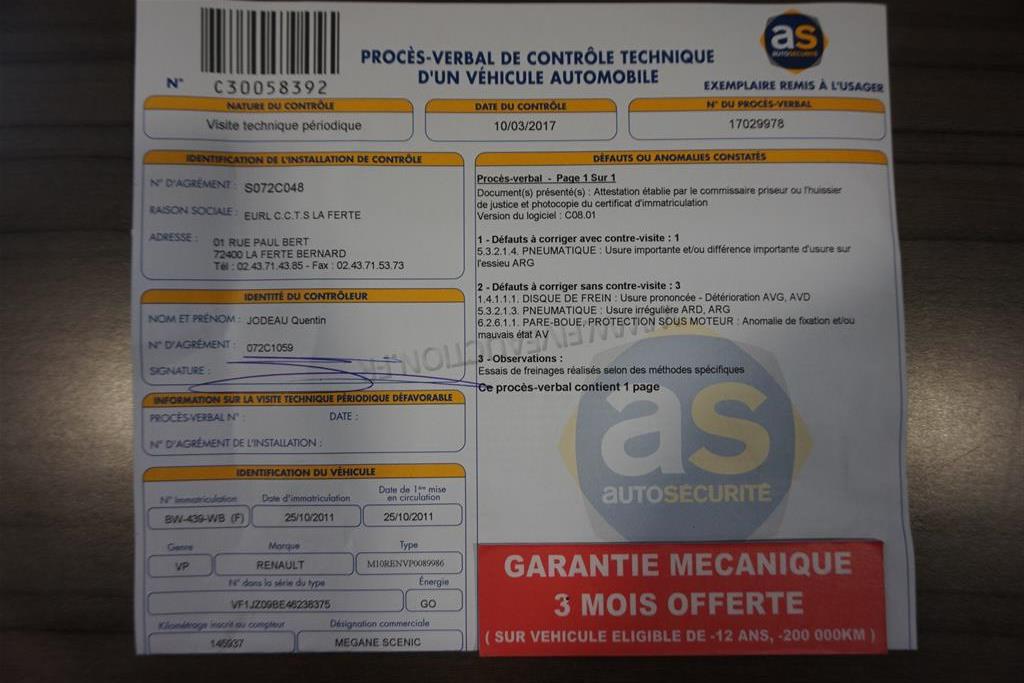 N° C30058392
PROCÈS-VERBAL DE CONTRÔLE TECHNIQUE
D'UN VÉHICULE AUTOMOBILE
as
AUTOSÉCURITÉ
EXEMPLAIRE REMIS À L'USAGER
NATURE DU CONTRÔLE
Visite technique périodique
DATE DU CONTRÔLE
10/03/2017
N° DU PROCÈS-VERBAL
17029978
IDENTIFICATION DE L'INSTALLATION DE CONTRÔLE
N° D'AGRÉMENT : S072C048
RAISON SOCIALE : EURL C.C.T.S LA FERTE
ADRESSE : 01 RUE PAUL BERT
72400 LA FERTE BERNARD
Tél : 02.43.71.43.85 - Fax : 02.43.71.53.73
IDENTITÉ DU CONTRÔLEUR
NOM ET PRÉNOM : JODEAU Quentin
N° D'AGRÉMENT : 072C1059
SIGNATURE :
INFORMATION SUR LA VISITE TECHNIQUE PÉRIODIQUE DÉFAVORABLE
PROCÈS-VERBAL N° : DATE :
N° D'AGRÉMENT DE L'INSTALLATION :
IDENTIFICATION DU VÉHICULE
N° Immatriculation Date d'immatriculation Date de 1ère mise
en circulation
BW-439-WB (F) 25/10/2011 25/10/2011
Genre Marque Type
VP RENAULT M10RENVP0089986
N° dans la série du type Énergie
VF1JZ09BE46238375 GO
Kilométrage inscrit au compteur Désignation commerciale
145937 MEGANE SCENIC
DÉFAUTS OU ANOMALIES CONSTATÉS
Procès-verbal - Page 1 Sur 1
Document(s) présenté(s) : Attestation établie par le commissaire priseur ou l'huissier
de justice et photocopie du certificat d'immatriculation
Version du logiciel : C08.01
1 - Défauts à corriger avec contre-visite : 1
5.3.2.1.4. PNEUMATIQUE : Usure importante et/ou différence importante d'usure sur
l'essieu ARG
2 - Défauts à corriger sans contre-visite : 3
1.4.1.1.1. DISQUE DE FREIN : Usure prononcée - Détérioration AVG, AVD
5.3.2.1.3. PNEUMATIQUE : Usure irrégulière ARD, ARG
6.2.6.1.1. PARE-BOUE, PROTECTION SOUS MOTEUR : Anomalie de fixation et/ou
mauvais état AV
3 - Observations :
Essais de freinages réalisés selon des méthodes spécifiques
Ce procès-verbal contient 1 page
as
AUTOSÉCURITÉ
GARANTIE MECANIQUE
3 MOIS OFFERTE
( SUR VEHICULE ELIGIBLE DE -12 ANS, -200 000KM )